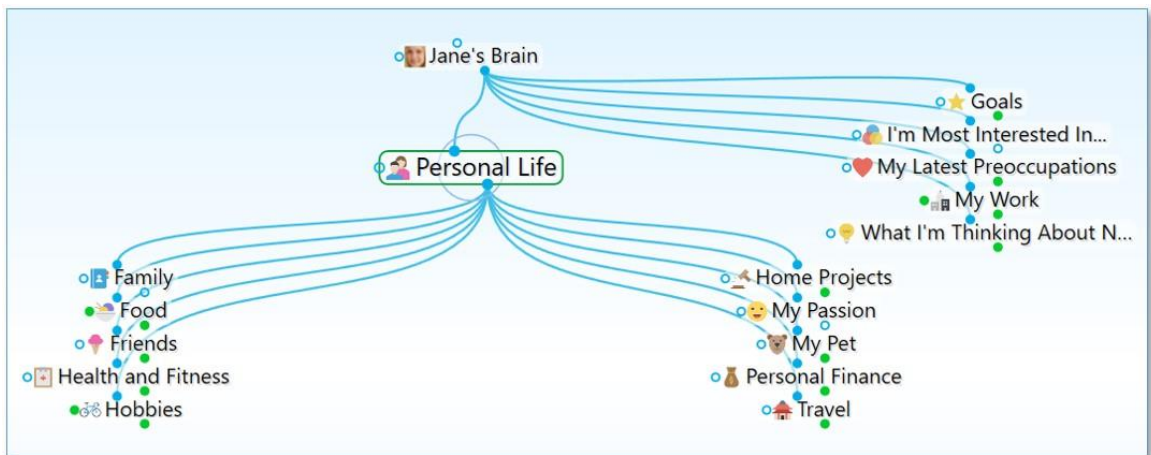 Jane's Brain
Goals
I'm Most Interested In...
My Latest Preoccupations
My Work
What I'm Thinking About N...
Personal Life
Family
Food
Friends
Health and Fitness
Hobbies
Home Projects
My Passion
My Pet
Personal Finance
Travel